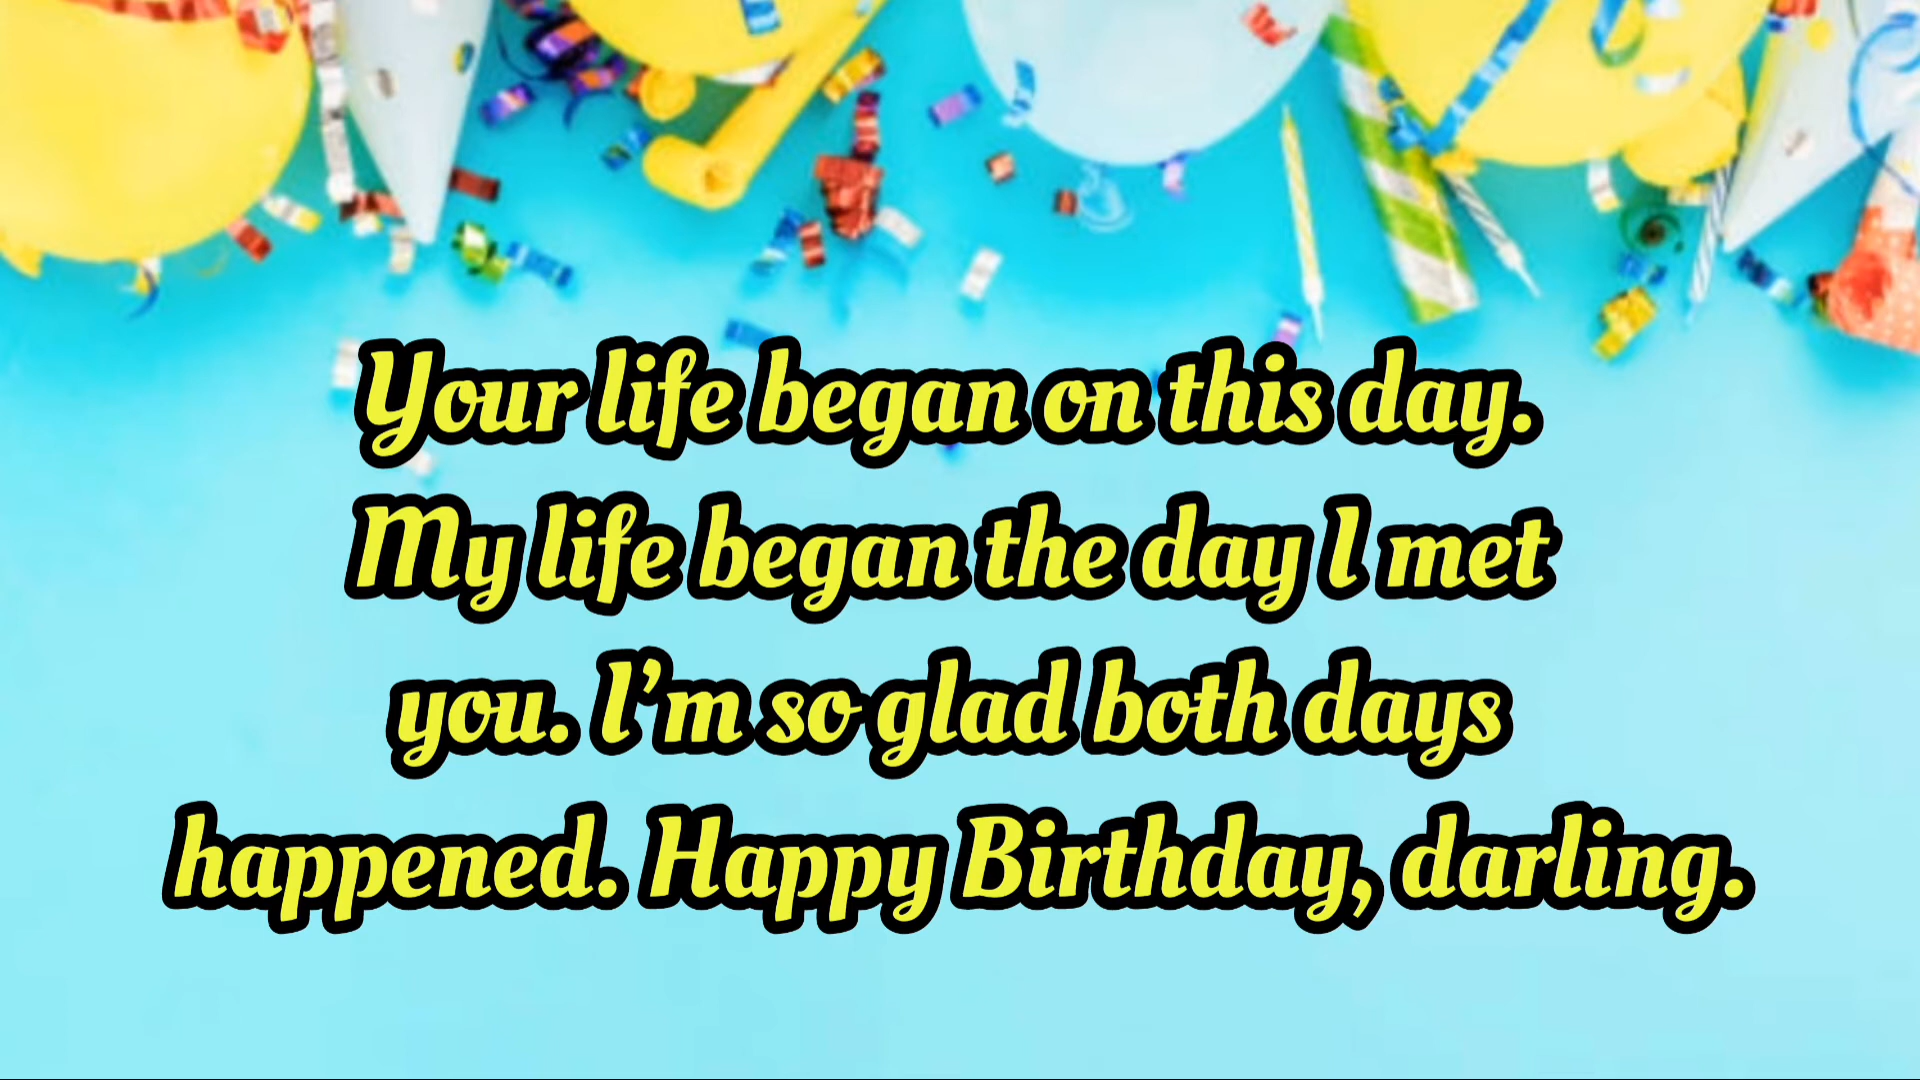 Your life began on this day.
My life began the day I met
you. I’m so glad both days
happened. Happy Birthday, darling.